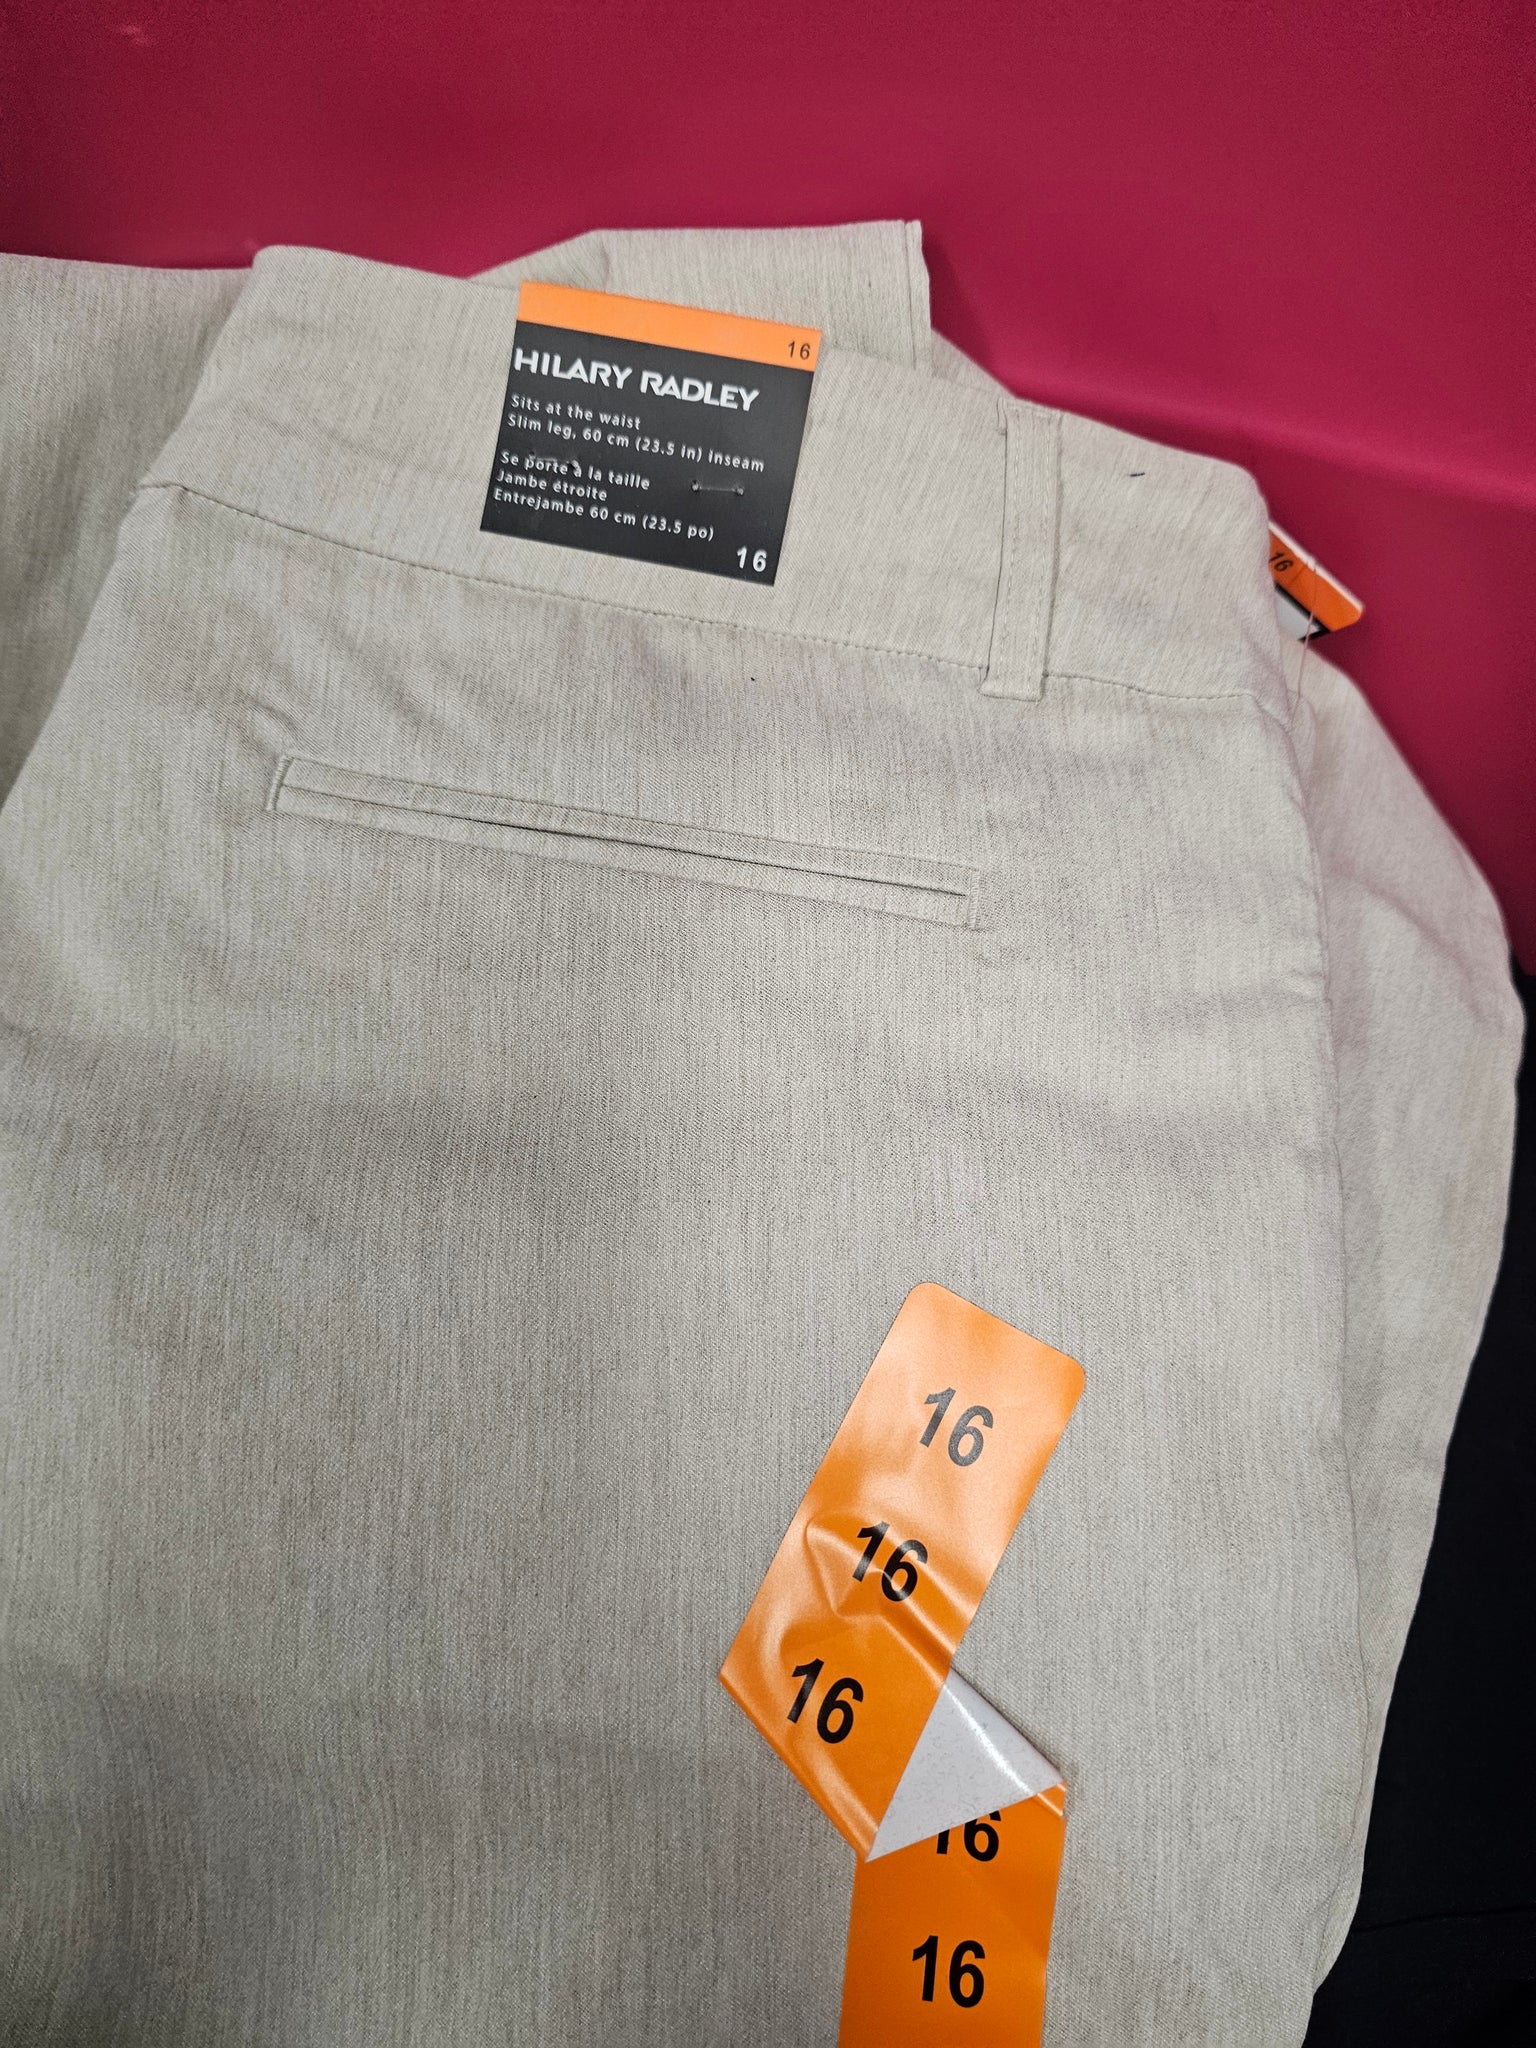 16
HILARY RADLEY
Sits at the waist
Slim leg, 60 cm (23.5 in) inseam
Se porte à la taille
Jambe étroite
Entrejambe 60 cm (23.5 po)
16
16
16
16
16
16
16